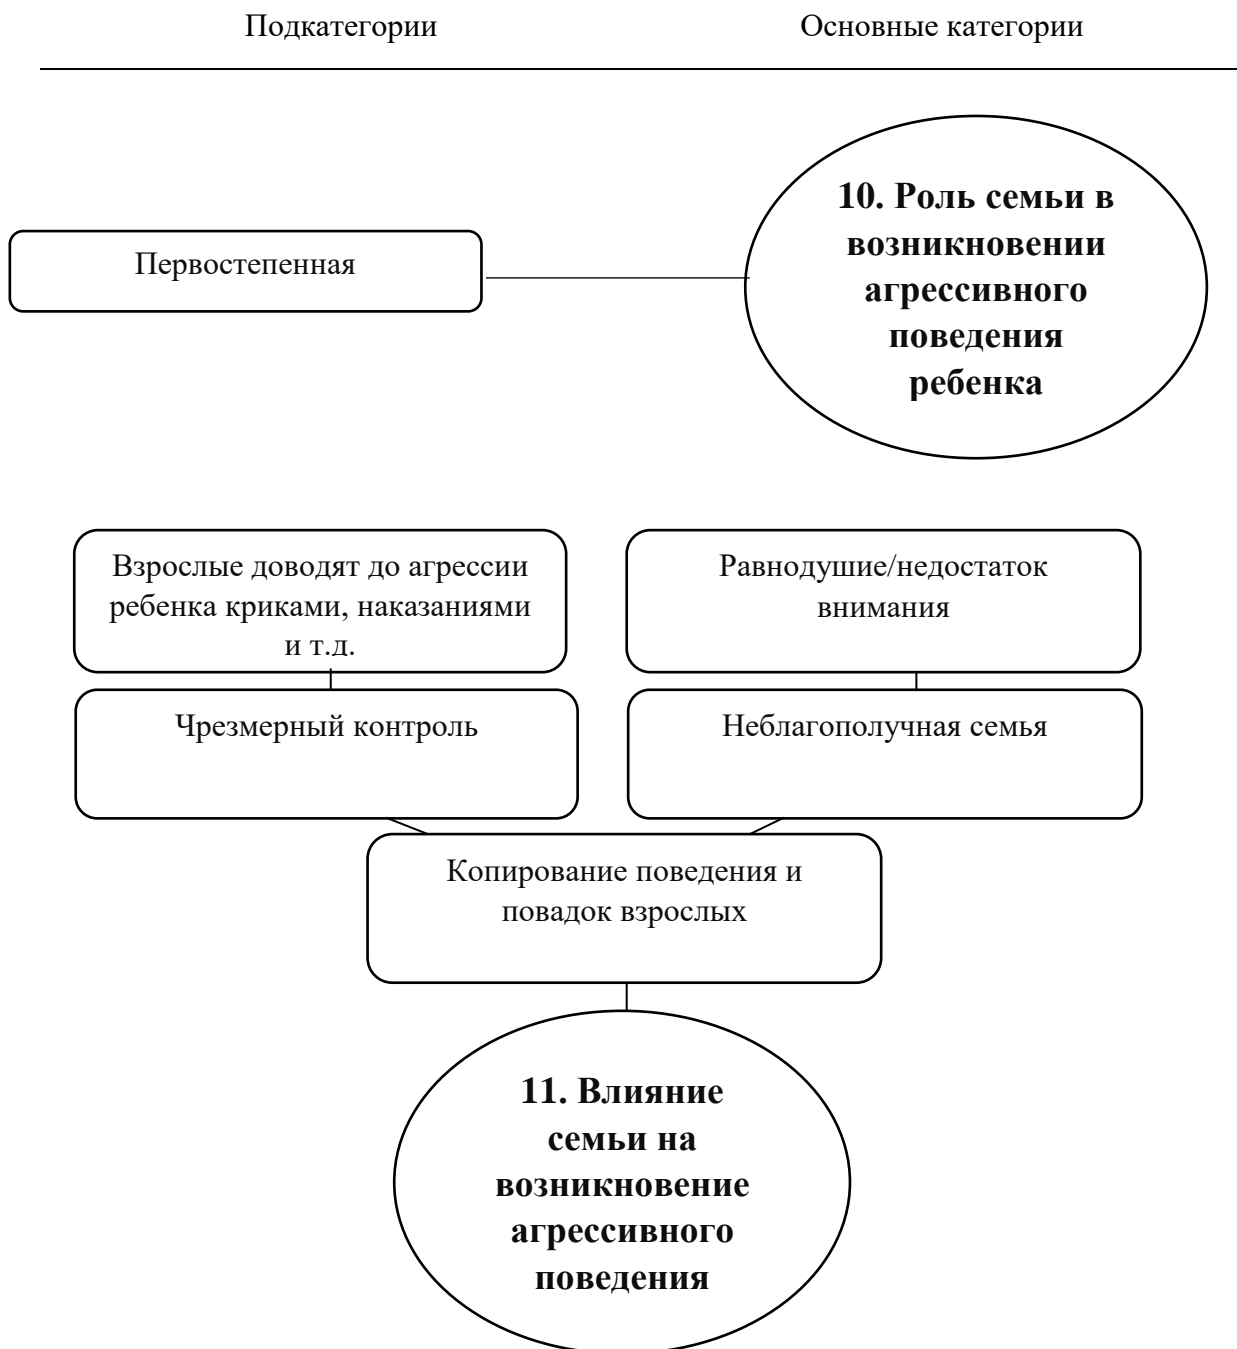 Подкатегории
Основные категории
10. Роль семьи в
возникновении
агрессивного
поведения
ребенка
Первостепенная
Взрослые доводят до агрессии
ребенка криками, наказаниями
и т.д.
Равнодушие/недостаток
внимания
Чрезмерный контроль
Неблагополучная семья
Копирование поведения и
повадок взрослых
11. Влияние
семьи на
возникновение
агрессивного
поведения